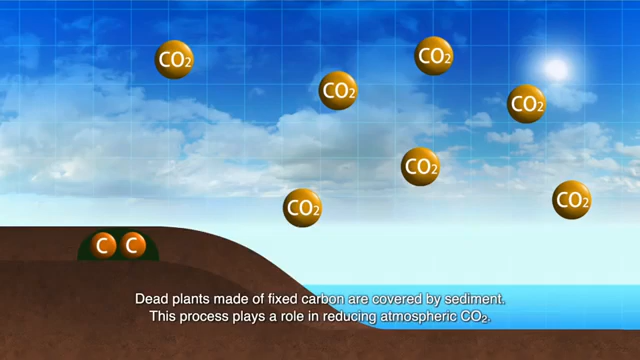 CO₂
CO₂
CO₂
CO₂
CO₂
CO₂
CO₂
C C
Dead plants made of fixed carbon are covered by sediment.
This process plays a role in reducing atmospheric CO₂.